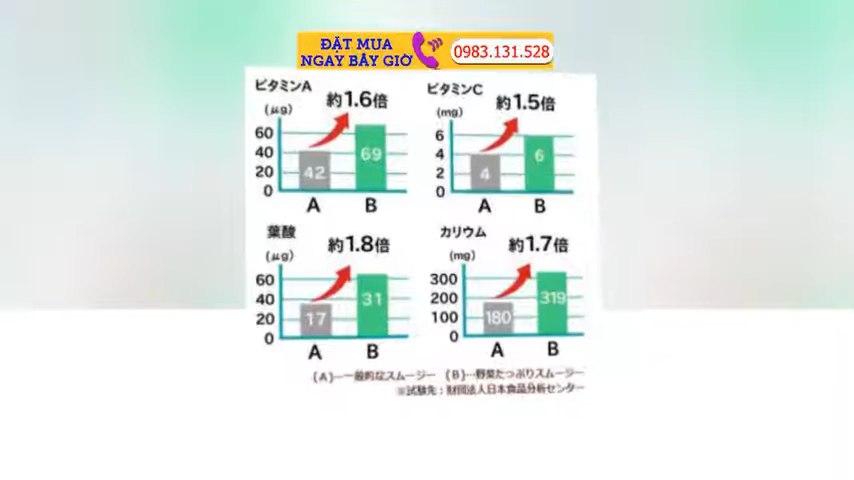 ĐẶT MUA
NGAY BÂY GIỜ
0983.131.528
ビタミンA
(μg)
約1.6倍
60
40
20
0
42
69
A
B
ビタミンC
(mg)
約1.5倍
6
4
2
0
4
6
A
B
葉酸
(μg)
約1.8倍
60
40
20
0
17
31
A
B
カリウム
(mg)
約1.7倍
300
200
100
0
180
319
A
B
(A)…一般的なスムージー (B)…野菜たっぷりスムージー
※試験先：財団法人日本食品分析センター